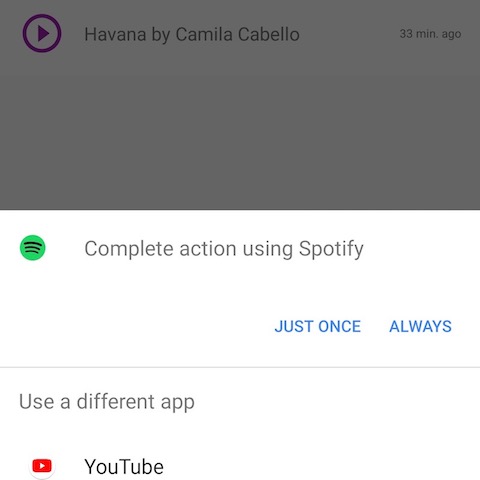 Havana by Camila Cabello 33 min. ago
Complete action using Spotify
JUST ONCE ALWAYS
Use a different app
YouTube